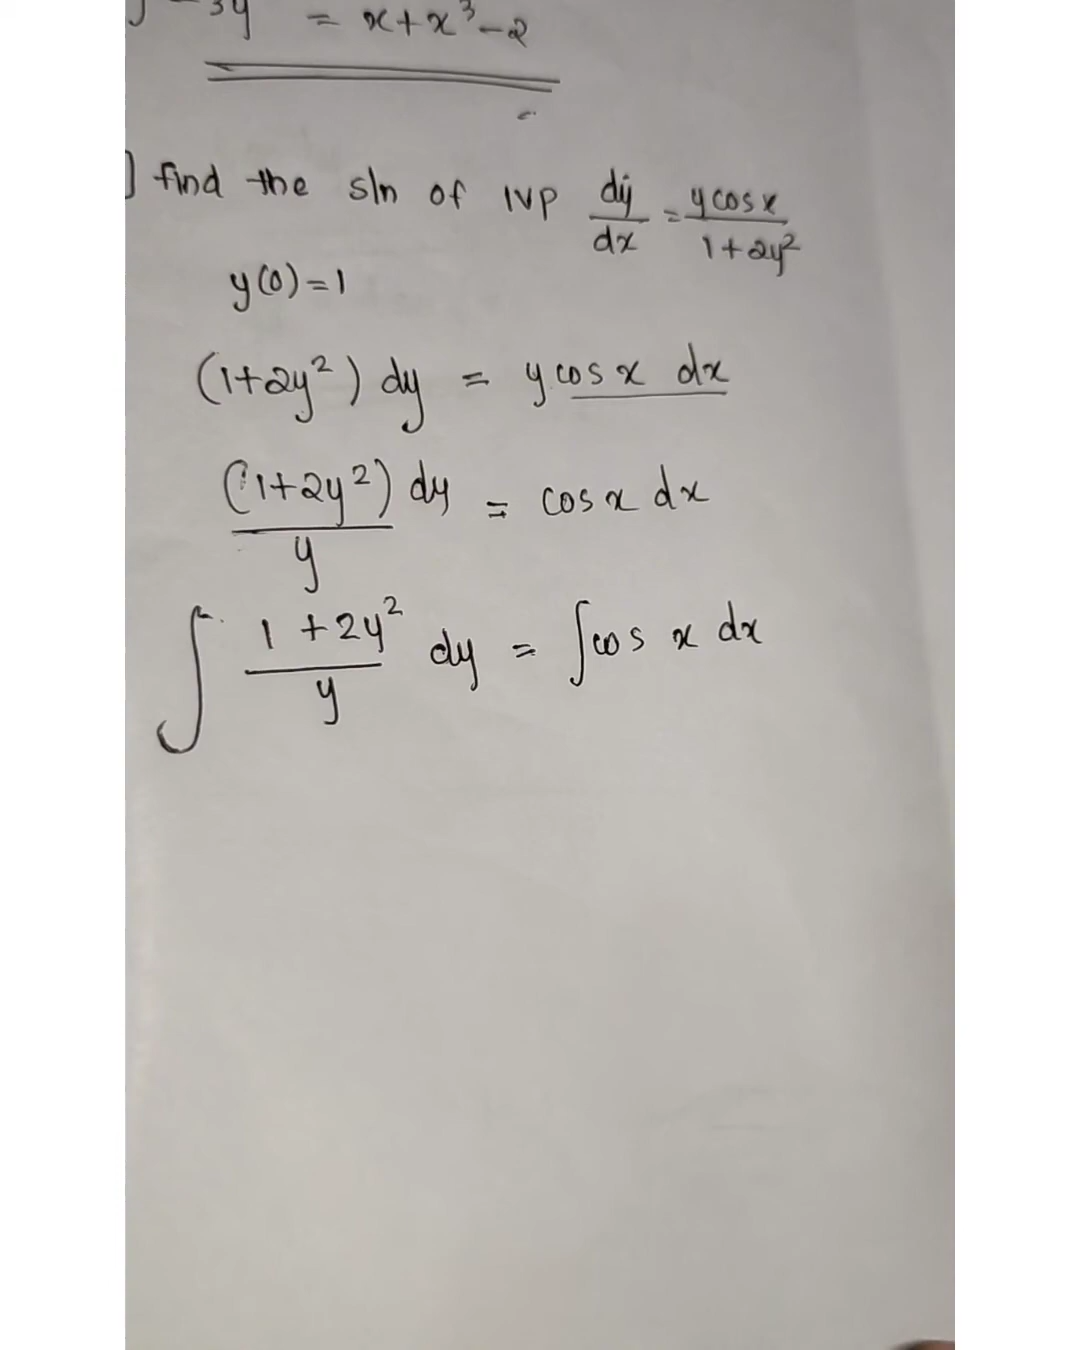 - 3y = x+x³-2
] find the sln of IVP dy/dx = y cos x / 1+2y²
y(0)=1
(1+2y²) dy = y cos x dx
(1+2y²)/y dy = cos x dx
∫ 1+2y²/y dy = ∫cos x dx